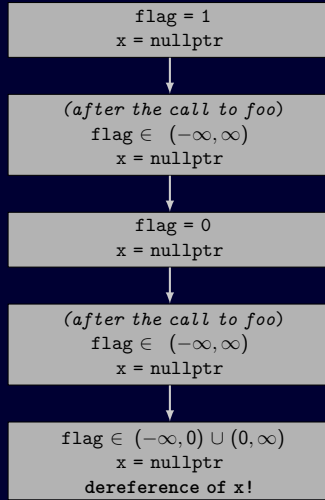 flag = 1
x = nullptr
(after the call to foo)
flag ∈ (−∞, ∞)
x = nullptr
flag = 0
x = nullptr
(after the call to foo)
flag ∈ (−∞, ∞)
x = nullptr
flag ∈ (−∞, 0) ∪ (0, ∞)
x = nullptr
dereference of x!